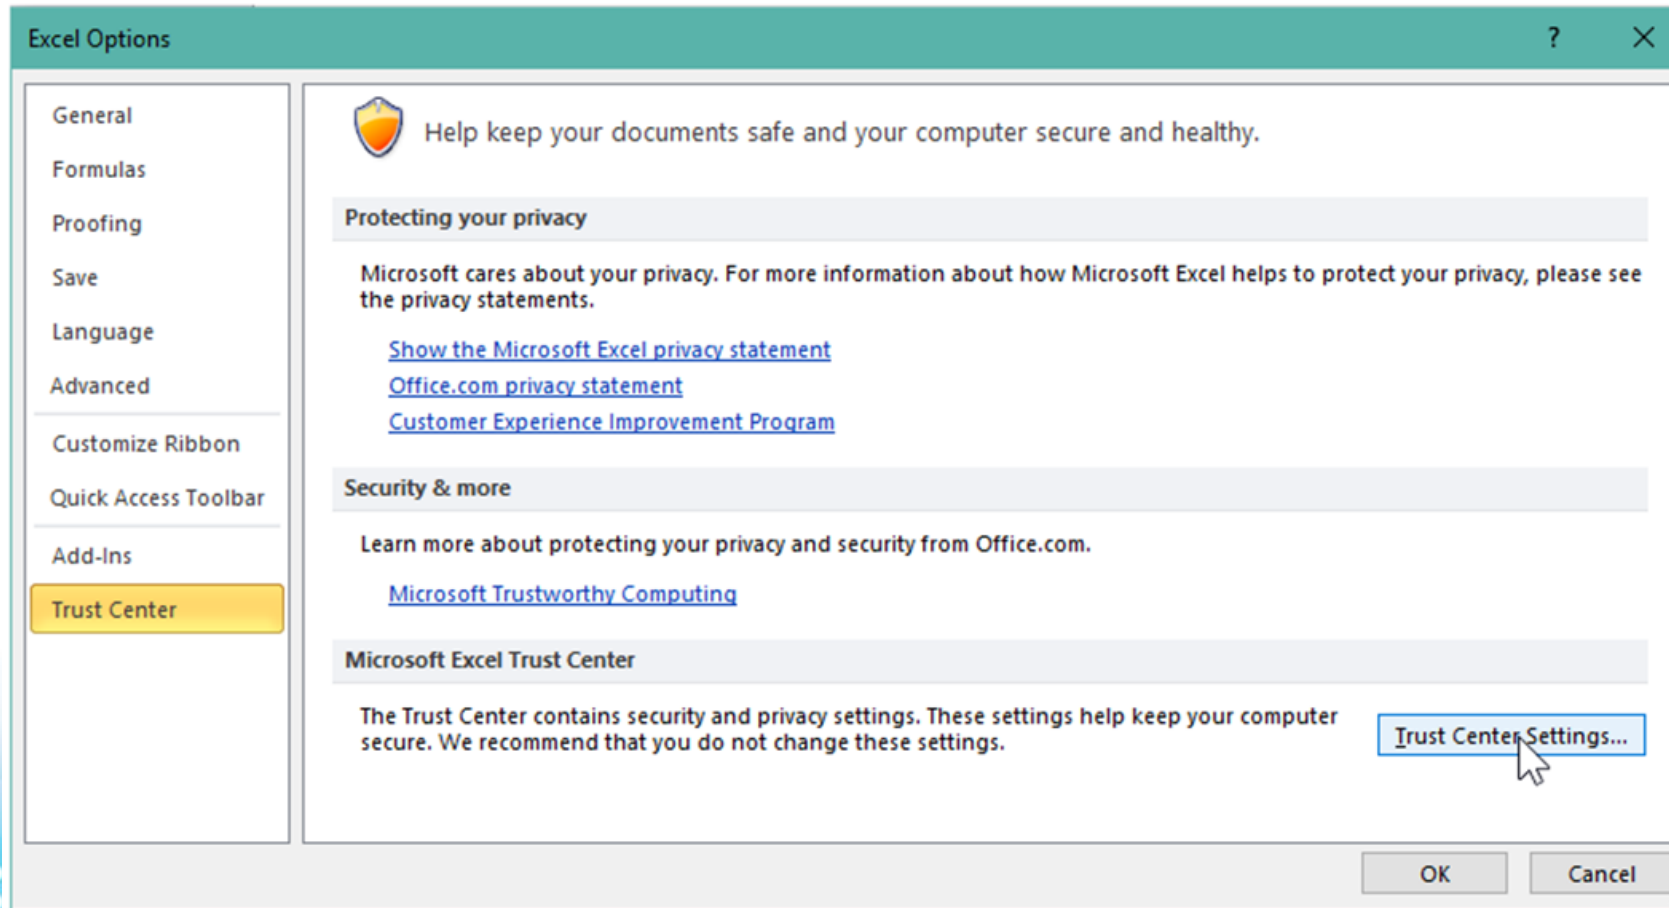 Excel Options
?
General
Formulas
Proofing
Save
Language
Advanced
Customize Ribbon
Quick Access Toolbar
Add-Ins
Trust Center
Help keep your documents safe and your computer secure and healthy.
Protecting your privacy
Microsoft cares about your privacy. For more information about how Microsoft Excel helps to protect your privacy, please see
the privacy statements.
Show the Microsoft Excel privacy statement
Office.com privacy statement
Customer Experience Improvement Program
Security & more
Learn more about protecting your privacy and security from Office.com.
Microsoft Trustworthy Computing
Microsoft Excel Trust Center
The Trust Center contains security and privacy settings. These settings help keep your computer
secure. We recommend that you do not change these settings.
Trust Center Settings...
OK
Cancel